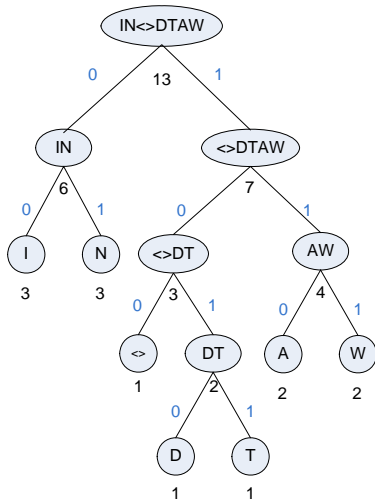 IN<>DTAW
0 13 1
IN <>DTAW
6 7
0 1 0 1
I N <>DT AW
3 3 3 4
0 1 0 1
<> DT A W
1 2 2 2
0 1
D T
1 1